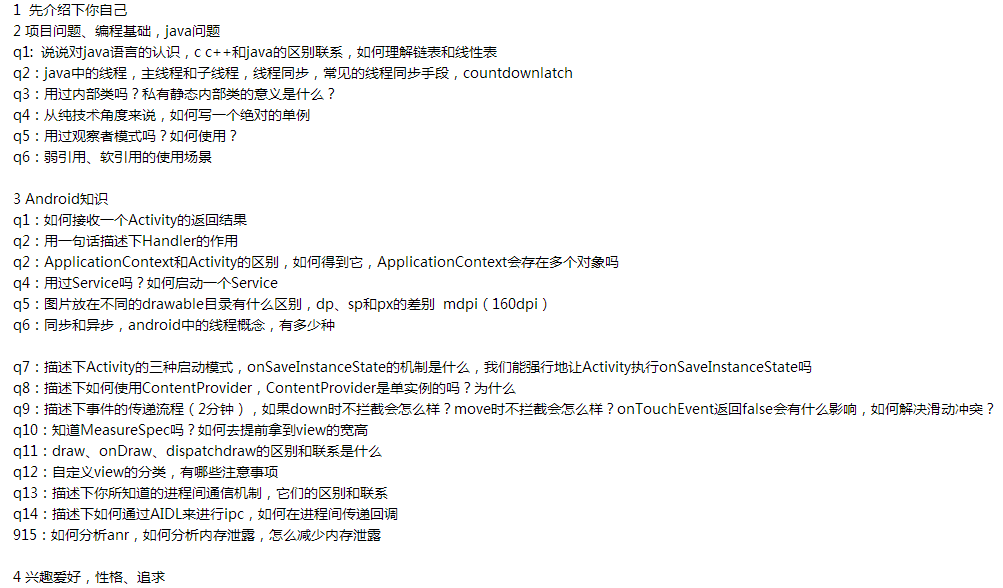 1  先介绍下你自己
2 项目问题、编程基础，java问题
q1:  说说对java语言的认识，c c++和java的区别联系，如何理解链表和线性表
q2：java中的线程，主线程和子线程，线程同步，常见的线程同步手段，countdownlatch
q3：用过内部类吗？私有静态内部类的意义是什么？
q4：从纯技术角度来说，如何写一个绝对的单例
q5：用过观察者模式吗？如何使用？
q6：弱引用、软引用的使用场景
3 Android知识
q1：如何接收一个Activity的返回结果
q2：用一句话描述下Handler的作用
q2：ApplicationContext和Activity的区别，如何得到它，ApplicationContext会存在多个对象吗
q4：用过Service吗？如何启动一个Service
q5：图片放在不同的drawable目录有什么区别，dp、sp和px的差别  mdpi（160dpi）
q6：同步和异步，android中的线程概念，有多少种
q7：描述下Activity的三种启动模式，onSaveInstanceState的机制是什么，我们能强行地让Activity执行onSaveInstanceState吗
q8：描述下如何使用ContentProvider，ContentProvider是单实例的吗？为什么
q9：描述下事件的传递流程（2分钟），如果down时不拦截会怎么样？move时不拦截会怎么样？onTouchEvent返回false会有什么影响，如何解决滑动冲突？
q10：知道MeasureSpec吗？如何去提前拿到view的宽高
q11：draw、onDraw、dispatchdraw的区别和联系是什么
q12：自定义view的分类，有哪些注意事项
q13：描述下你所知道的进程间通信机制，它们的区别和联系
q14：描述下如何通过AIDL来进行ipc，如何在进程间传递回调
915：如何分析anr，如何分析内存泄露，怎么减少内存泄露
4 兴趣爱好，性格、追求